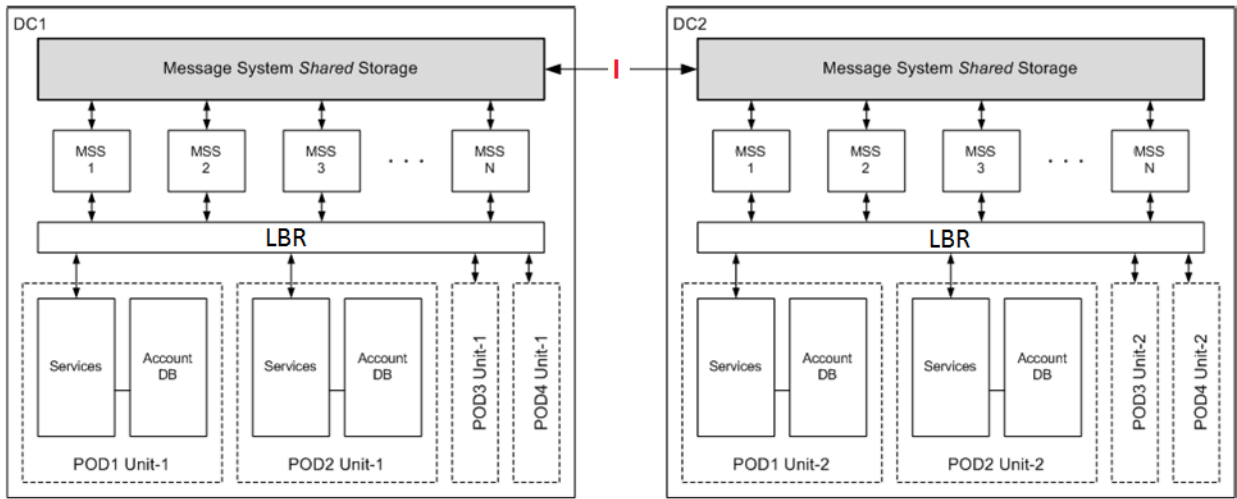 DC1
Message System Shared Storage
MSS
1
MSS
2
MSS
3
. . .
MSS
N
LBR
Services
Account
DB
POD1 Unit-1
Services
Account
DB
POD2 Unit-1
POD3 Unit-1
POD4 Unit-1
I
DC2
Message System Shared Storage
MSS
1
MSS
2
MSS
3
. . .
MSS
N
LBR
Services
Account
DB
POD1 Unit-2
Services
Account
DB
POD2 Unit-2
POD3 Unit-2
POD4 Unit-2